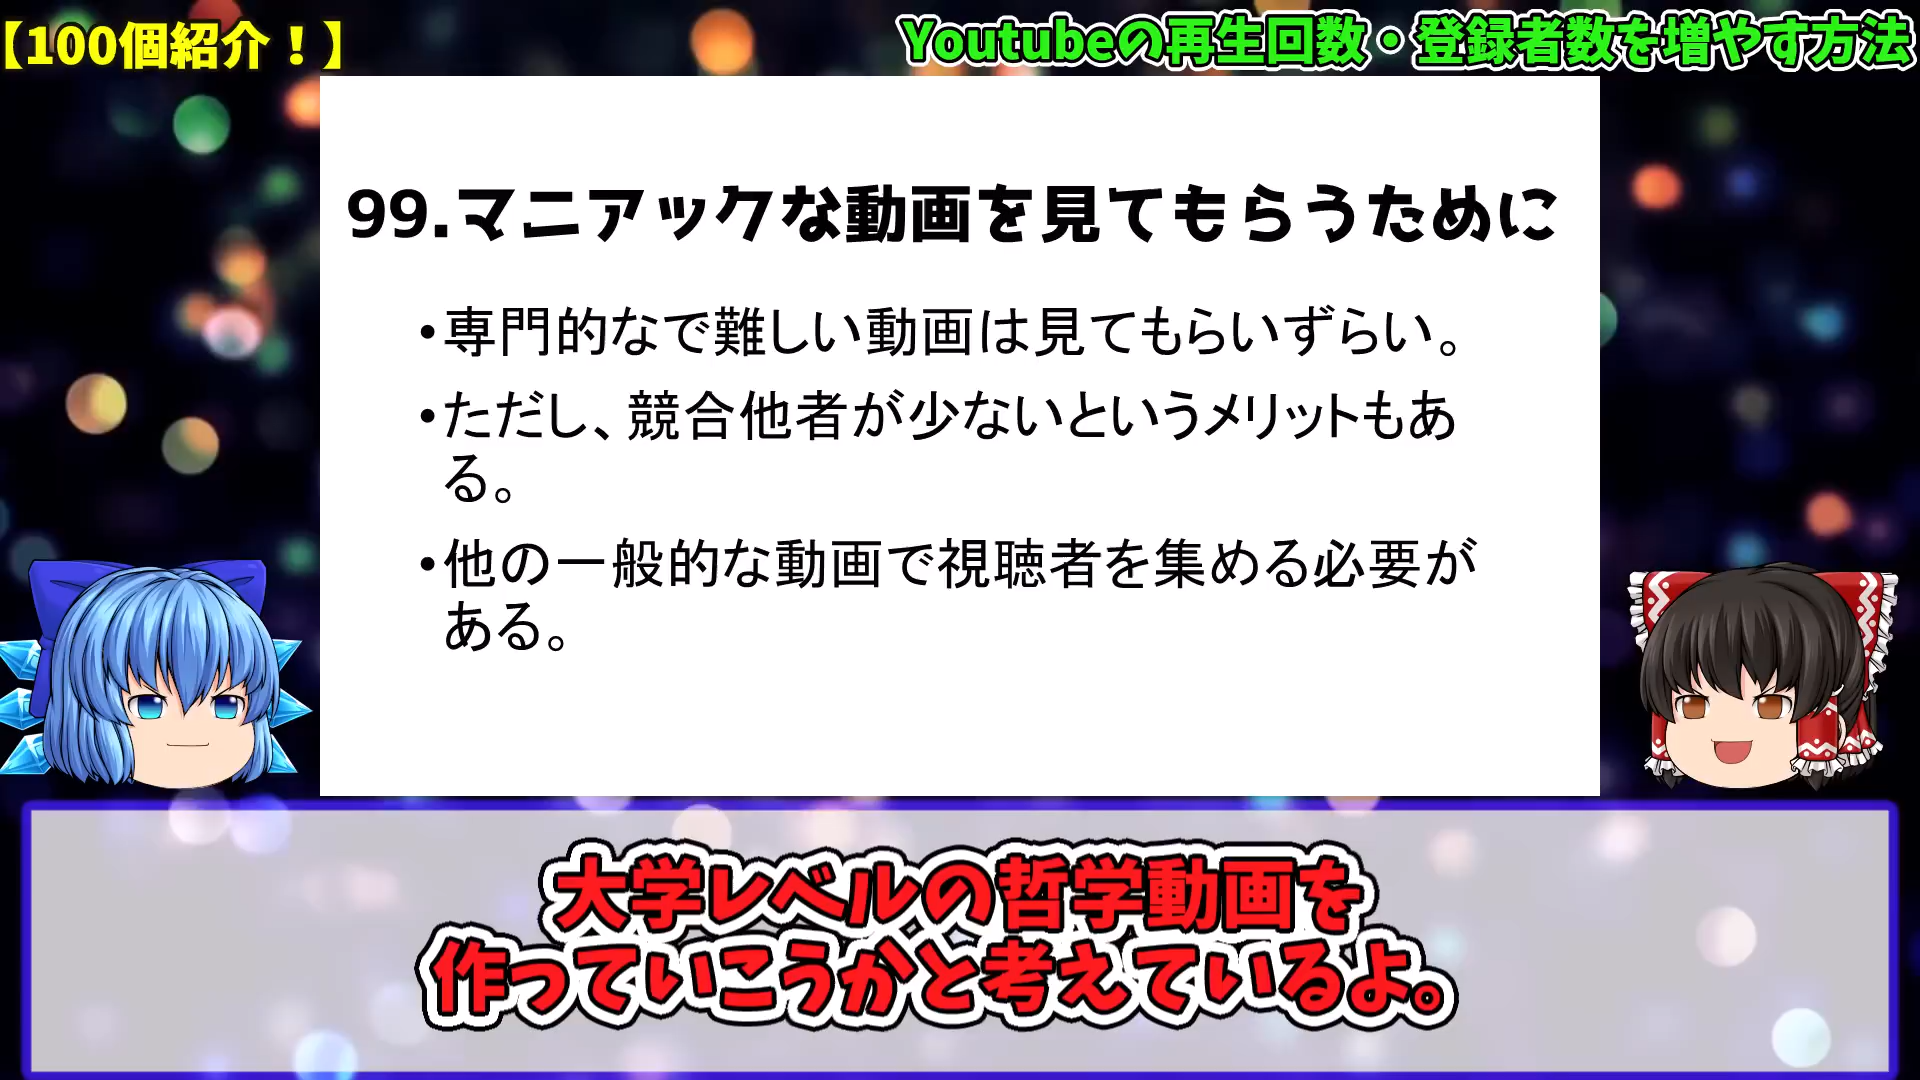 【100個紹介！】
Youtubeの再生回数・登録者数を増やす方法
99.マニアックな動画を見てもらうために
•専門的なで難しい動画は見てもらいずらい。
•ただし、競合他者が少ないというメリットもあ
る。
•他の一般的な動画で視聴者を集める必要が
ある。
大学レベルの哲学動画を
作っていこうかと考えているよ。